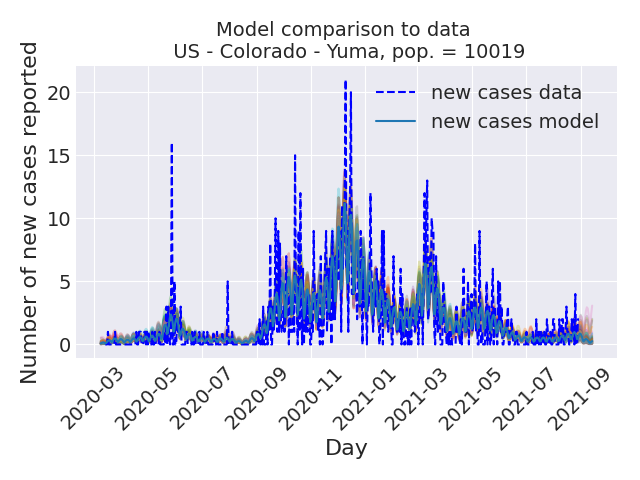 Model comparison to data
US - Colorado - Yuma, pop. = 10019
Number of new cases reported
20
15
10
5
0
new cases data
new cases model
2020-03
2020-05
2020-07
2020-09
2020-11
2021-01
2021-03
2021-05
2021-07
2021-09
Day